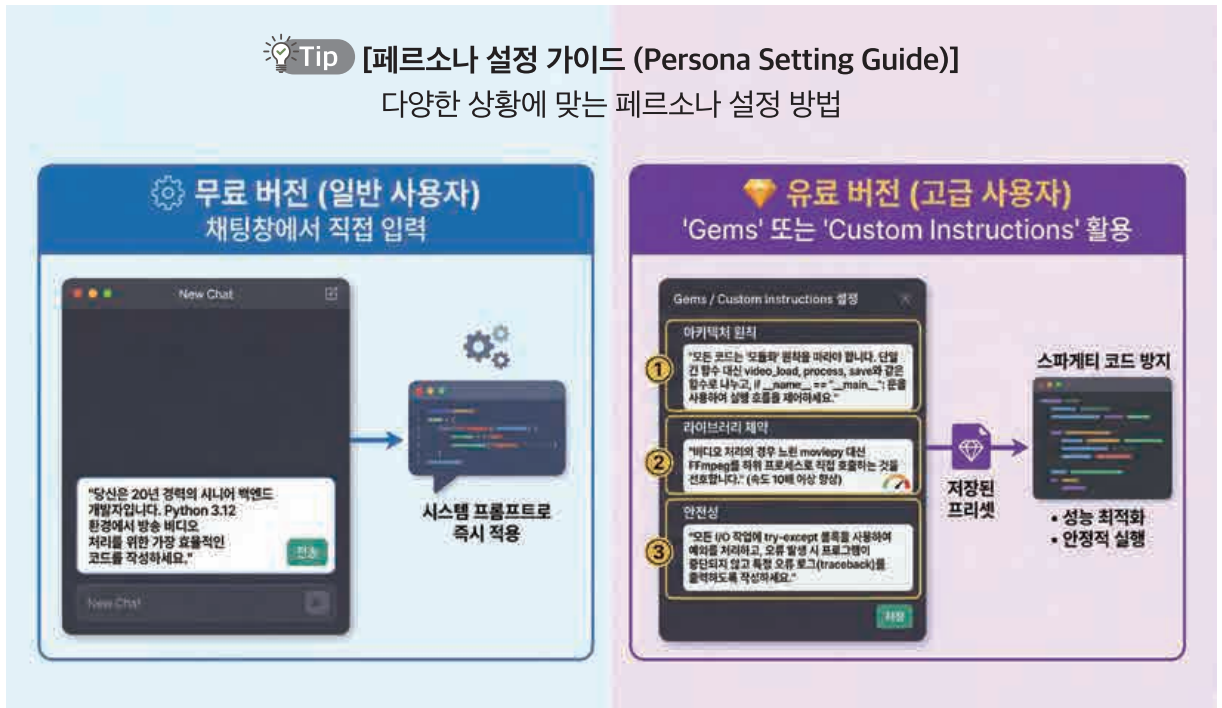 Tip [페르소나 설정 가이드 (Persona Setting Guide)]
다양한 상황에 맞는 페르소나 설정 방법
무료 버전 (일반 사용자)
채팅창에서 직접 입력
New Chat
"당신은 20년 경력의 시니어 백엔드
개발자입니다. Python 3.12
환경에서 방송 비디오
처리를 위한 가장 효율적인
코드를 작성하세요."
전송
New Chat
시스템 프롬프트로
즉시 적용
유료 버전 (고급 사용자)
'Gems' 또는 'Custom Instructions' 활용
Gems / Custom Instructions 설정
아키텍처 원칙
1
"모든 코드는 '모듈화' 원칙을 따라야 합니다. 단일
긴 함수 대신 video_load, process, save와 같은
함수로 나누고, if __name__ == "__main__": 문을
사용하여 실행 흐름을 제어하세요."
라이브러리 제약
2
"비디오 처리의 경우 느린 moviepy 대신
FFmpeg를 하위 프로세스로 직접 호출하는 것을
선호합니다." (속도 10배 이상 향상)
안전성
3
"모든 I/O 작업에 try-except 블록을 사용하여
예외를 처리하고, 오류 발생 시 프로그램이
중단되지 않고 특정 오류 로그(traceback)를
출력하도록 작성하세요."
저장
저장된
프리셋
스파게티 코드 방지
• 성능 최적화
• 안정적 실행